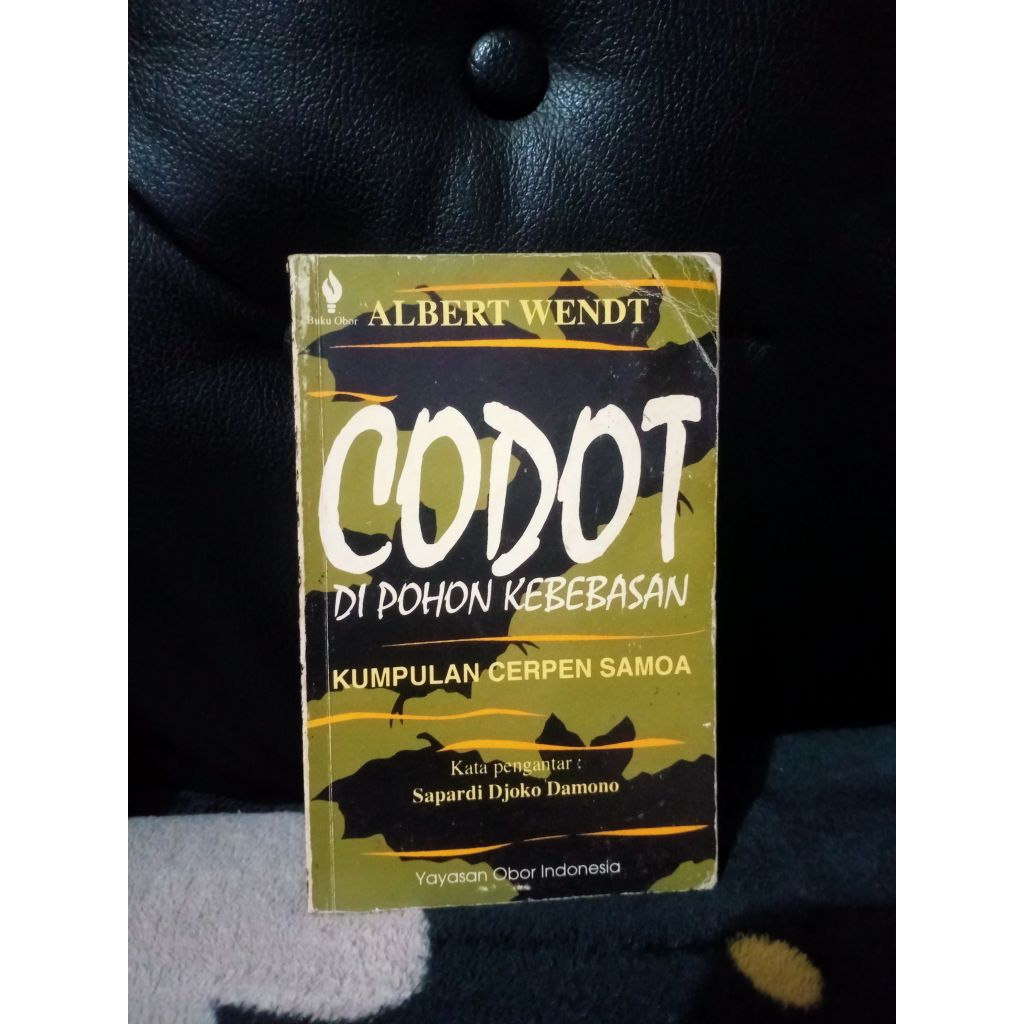 Buku Obor
ALBERT WENDT
CODOT
DI POHON KEBEBASAN
KUMPULAN CERPEN SAMOA
Kata pengantar :
Sapardi Djoko Damono
Yayasan Obor Indonesia